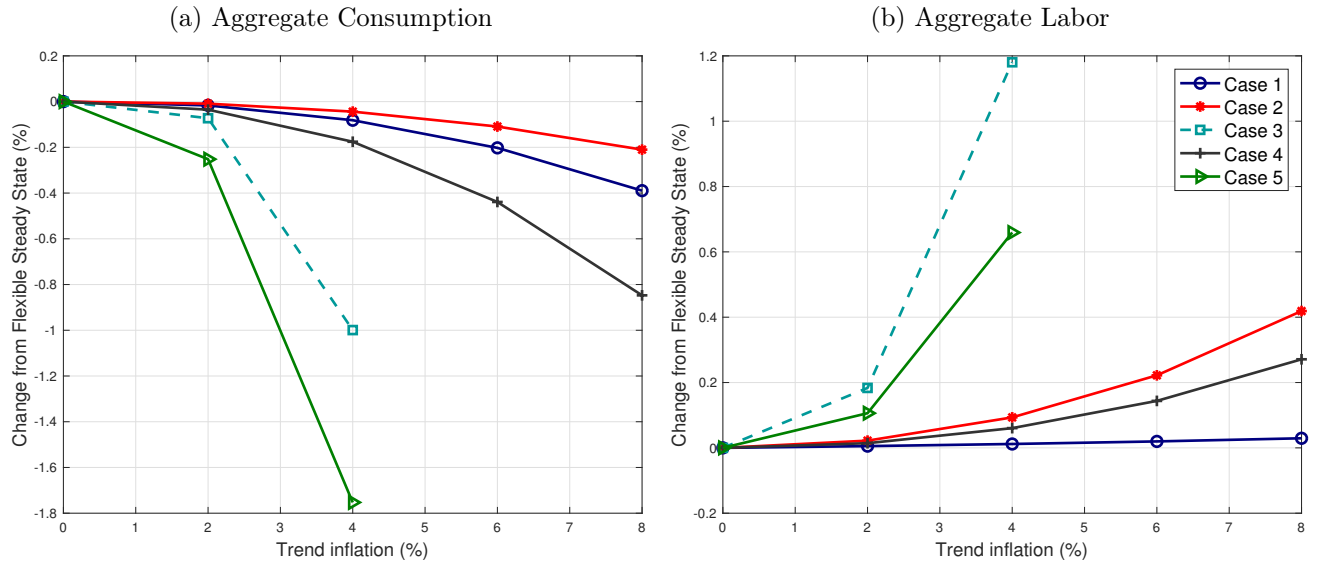 (a) Aggregate Consumption
0.2
0
-0.2
-0.4
-0.6
-0.8
-1
-1.2
-1.4
-1.6
-1.8
Change from Flexible Steady State (%)
0 1 2 3 4 5 6 7 8
Trend inflation (%)
(b) Aggregate Labor
1.2
1
0.8
0.6
0.4
0.2
0
-0.2
Change from Flexible Steady State (%)
Case 1
Case 2
Case 3
Case 4
Case 5
0 1 2 3 4 5 6 7 8
Trend inflation (%)